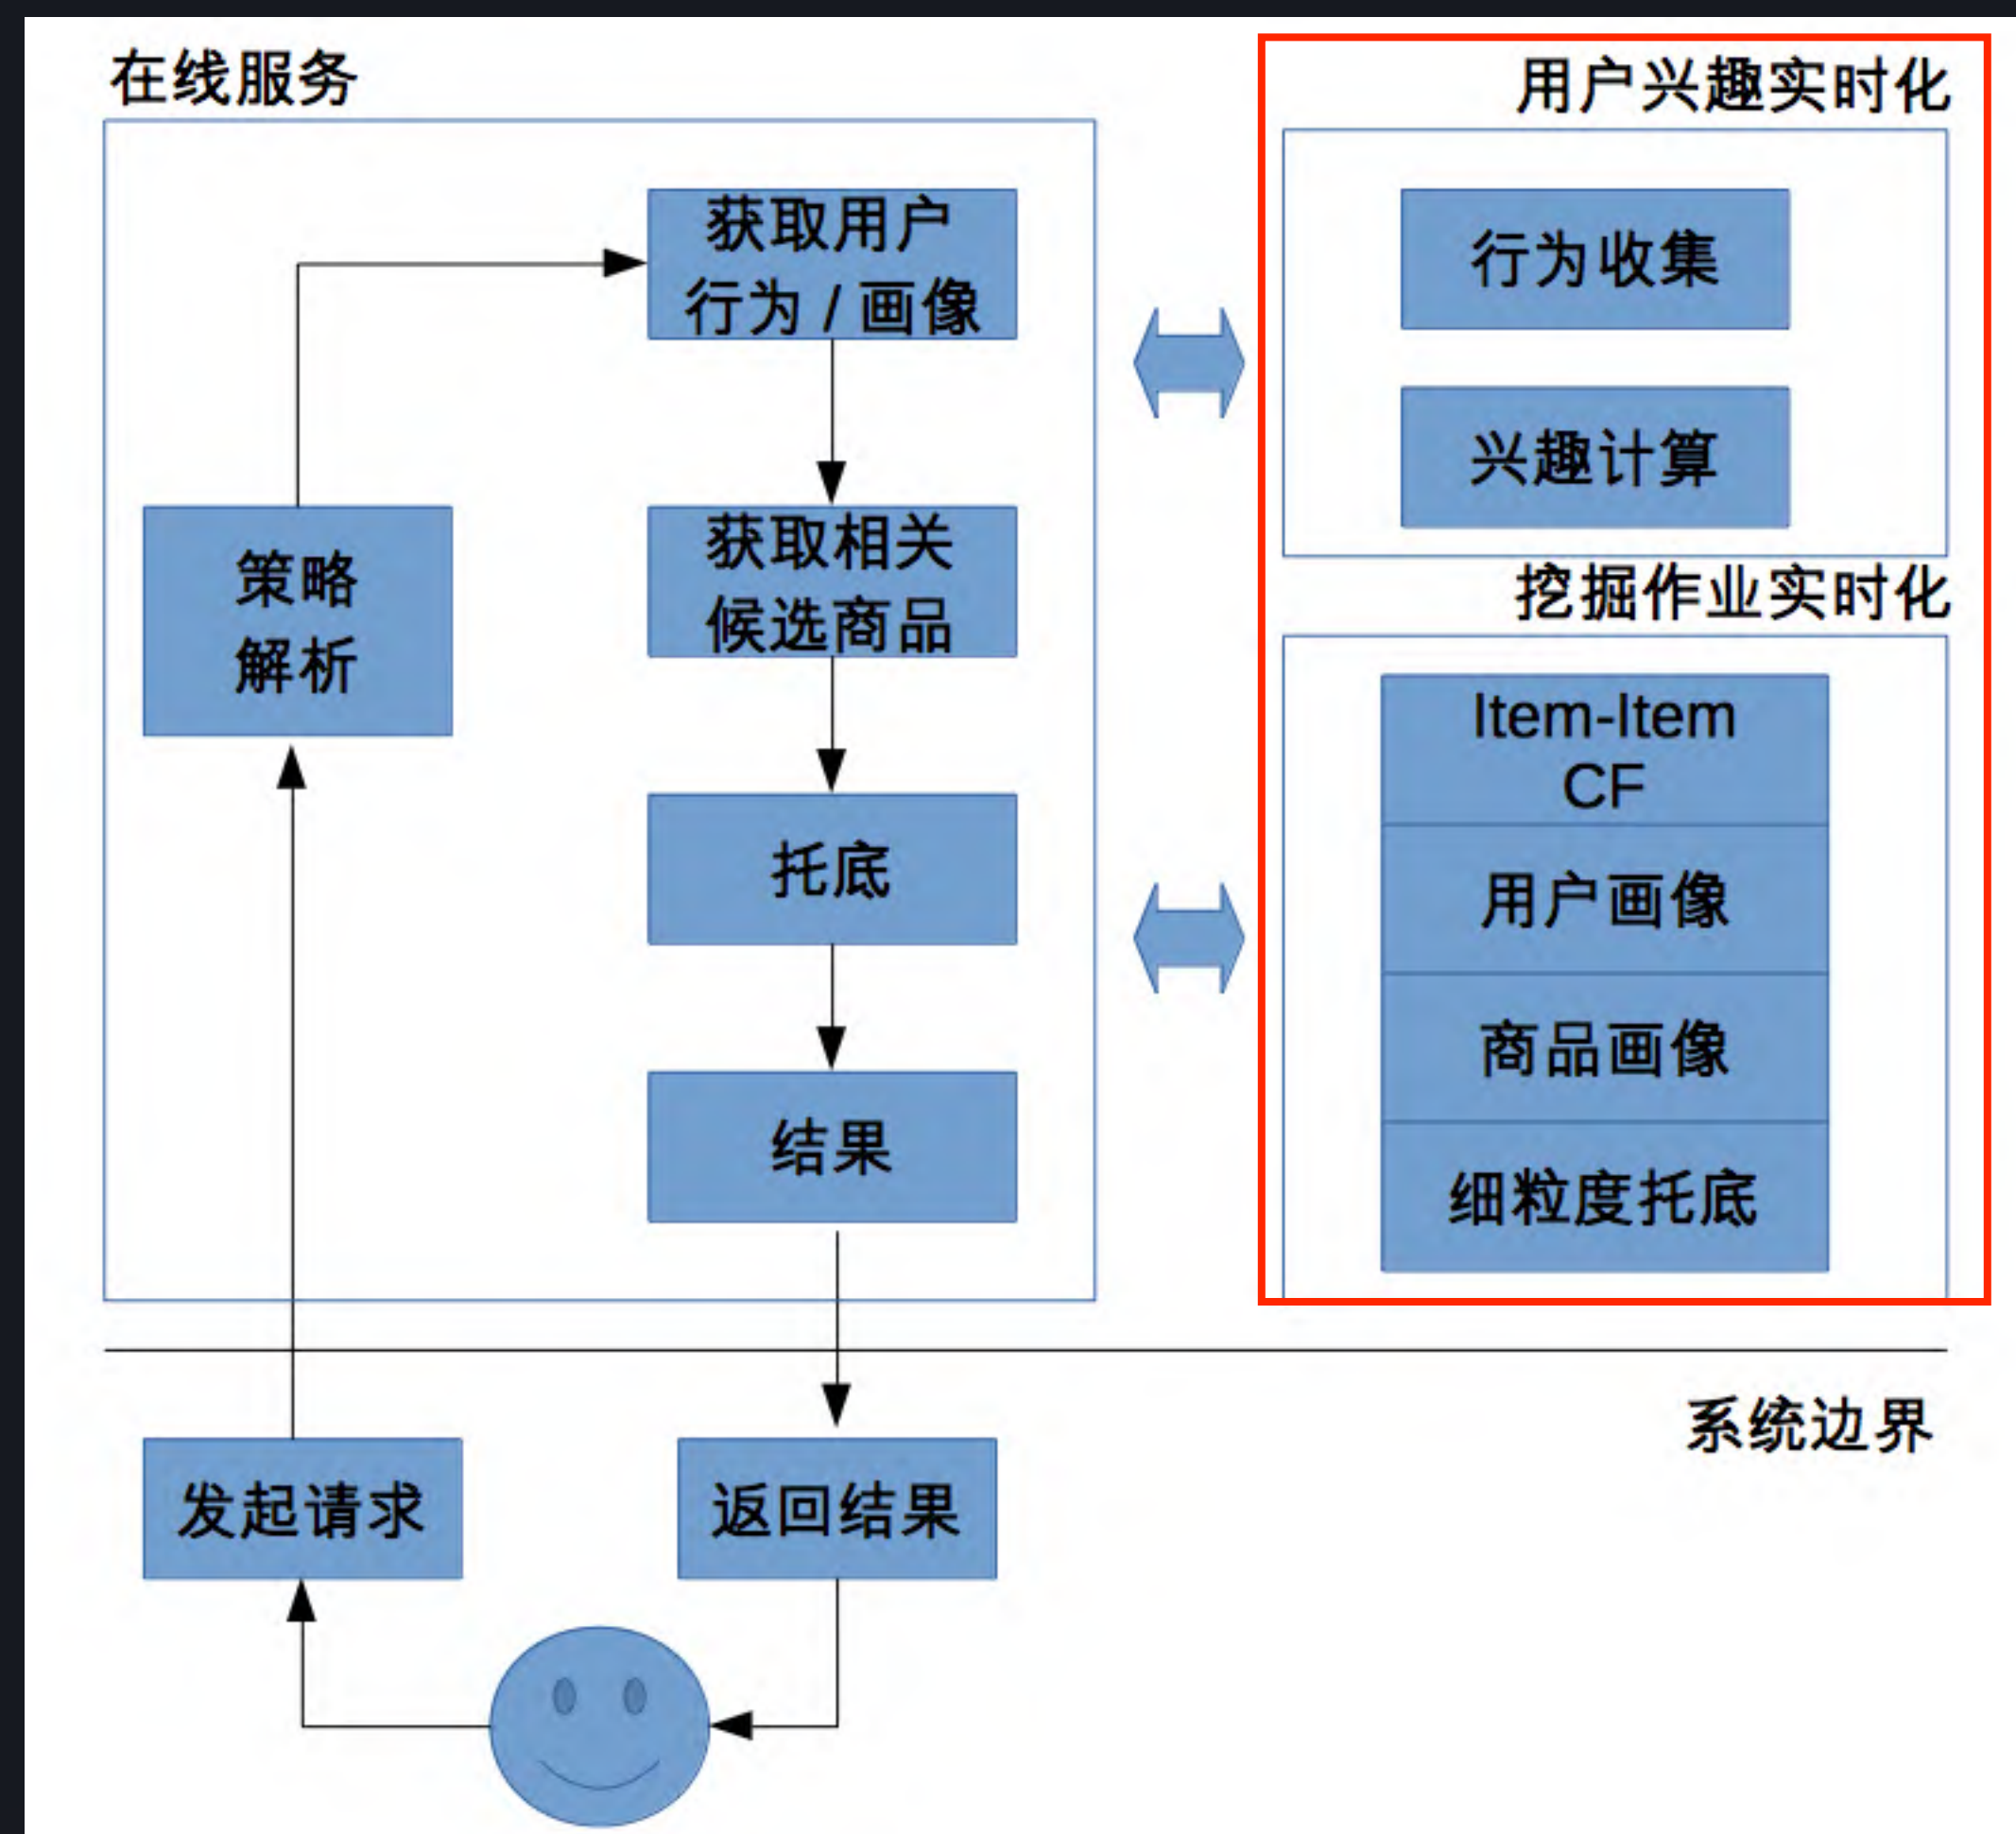 在线服务
获取用户
行为 / 画像
策略
解析
获取相关
候选商品
托底
结果
用户兴趣实时化
行为收集
兴趣计算
挖掘作业实时化
Item-Item
CF
用户画像
商品画像
细粒度托底
系统边界
发起请求
返回结果